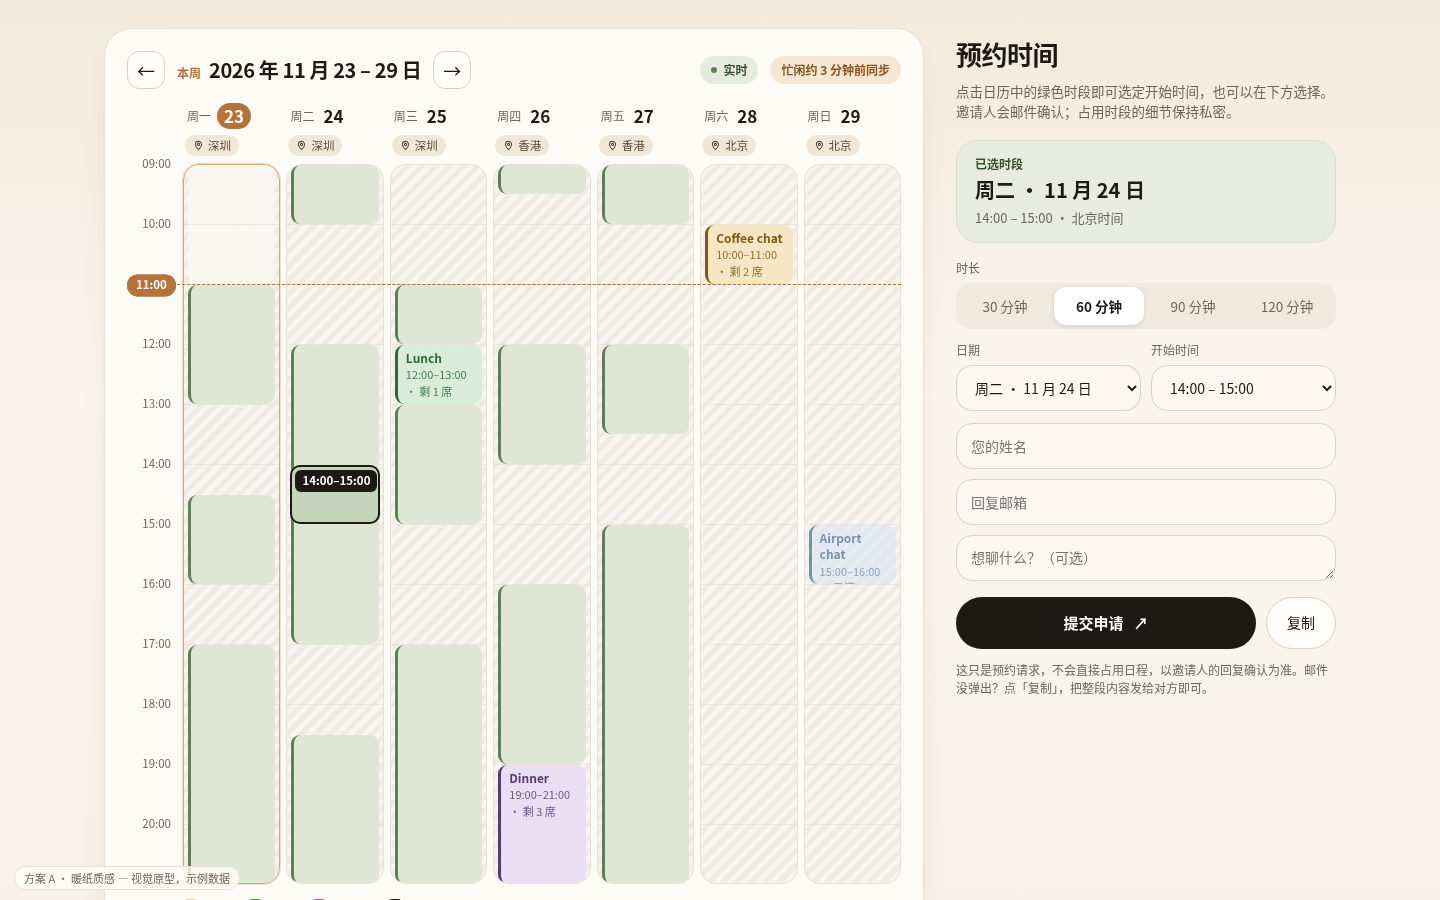 ←
本周 2026 年 11 月 23 – 29 日
→
实时
忙闲约 3 分钟前同步
周一 23
周二 24
周三 25
周四 26
周五 27
周六 28
周日 29
深圳
深圳
深圳
香港
香港
北京
北京
09:00
10:00
11:00
12:00
13:00
14:00
15:00
16:00
17:00
18:00
19:00
20:00
Coffee chat
10:00–11:00
· 剩 2 席
Lunch
12:00–13:00
· 剩 1 席
14:00–15:00
Airport
chat
15:00–16:00
Dinner
19:00–21:00
· 剩 3 席
方案 A · 暖纸质感 — 视觉原型，示例数据
预约时间
点击日历中的绿色时段即可选定开始时间，也可以在下方选择。
邀请人会邮件确认；占用时段的细节保持私密。
已选时段
周二 · 11 月 24 日
14:00 – 15:00 · 北京时间
时长
30 分钟
60 分钟
90 分钟
120 分钟
日期
开始时间
周二 · 11 月 24 日
14:00 – 15:00
您的姓名
回复邮箱
想聊什么？（可选）
提交申请 ↗
复制
这只是预约请求，不会直接占用日程，以邀请人的回复确认为准。邮件
没弹出？点「复制」，把整段内容发给对方即可。